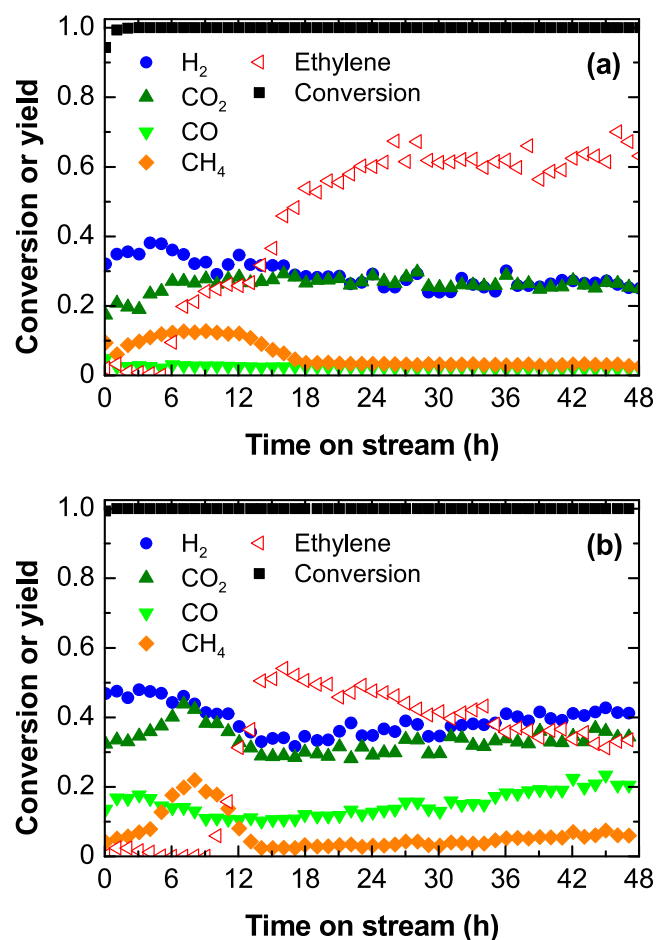 (a)
H₂
CO₂
CO
CH₄
Ethylene
Conversion
Conversion or yield
1.0
0.8
0.6
0.4
0.2
0
0 6 12 18 24 30 36 42 48
Time on stream (h)
(b)
H₂
CO₂
CO
CH₄
Ethylene
Conversion
Conversion or yield
1.0
0.8
0.6
0.4
0.2
0
0 6 12 18 24 30 36 42 48
Time on stream (h)